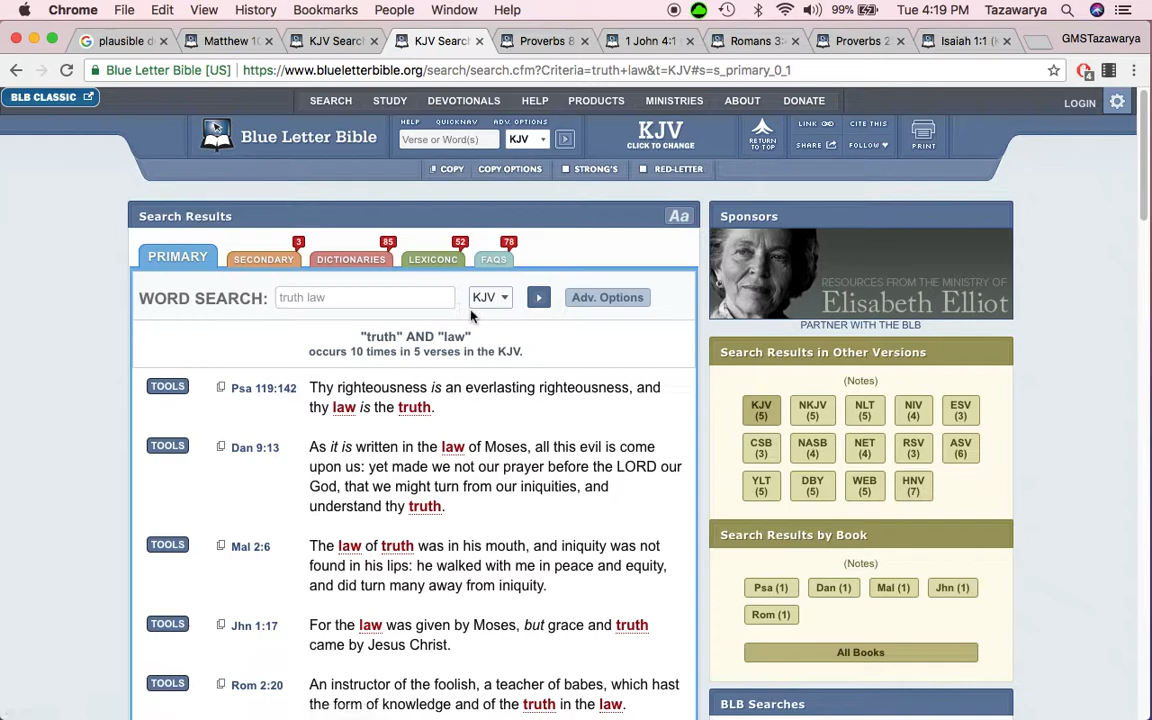 Chrome File Edit View History Bookmarks People Window Help 99% Tue 4:19 PM Tazawarya
plausible d Matthew 10: KJV Search KJV Search Proverbs 8 1 John 4:1 Romans 3: Proverbs 2 Isaiah 1:1 (K GMSTazawarya
Blue Letter Bible [US] https://www.blueletterbible.org/search/search.cfm?Criteria=truth+law&t=KJV#s=s_primary_0_1
BLB CLASSIC
SEARCH STUDY DEVOTIONALS HELP PRODUCTS MINISTRIES ABOUT DONATE LOGIN
Blue Letter Bible
HELP QUICKNAV ADV. OPTIONS
Verse or Word(s) KJV
KJV
CLICK TO CHANGE
RETURN
TO TOP
LINK CITE THIS
SHARE FOLLOW
PRINT
COPY COPY OPTIONS STRONG'S RED-LETTER
Search Results Aa
PRIMARY SECONDARY 3 DICTIONARIES 85 LEXICONC 52 FAQS 78
WORD SEARCH: truth law KJV Adv. Options
"truth" AND "law"
occurs 10 times in 5 verses in the KJV.
TOOLS Psa 119:142 Thy righteousness is an everlasting righteousness, and
thy law is the truth.
TOOLS Dan 9:13 As it is written in the law of Moses, all this evil is come
upon us: yet made we not our prayer before the LORD our
God, that we might turn from our iniquities, and
understand thy truth.
TOOLS Mal 2:6 The law of truth was in his mouth, and iniquity was not
found in his lips: he walked with me in peace and equity,
and did turn many away from iniquity.
TOOLS Jhn 1:17 For the law was given by Moses, but grace and truth
came by Jesus Christ.
TOOLS Rom 2:20 An instructor of the foolish, a teacher of babes, which hast
the form of knowledge and of the truth in the law.
Sponsors
RESOURCES FROM THE MINISTRY OF
Elisabeth Elliot
PARTNER WITH THE BLB
Search Results in Other Versions
(Notes)
KJV (5) NKJV (5) NLT (5) NIV (4) ESV (3)
CSB (3) NASB (4) NET (4) RSV (3) ASV (6)
YLT (5) DBY (5) WEB (5) HNV (7)
Search Results by Book
(Notes)
Psa (1) Dan (1) Mal (1) Jhn (1)
Rom (1)
All Books
BLB Searches